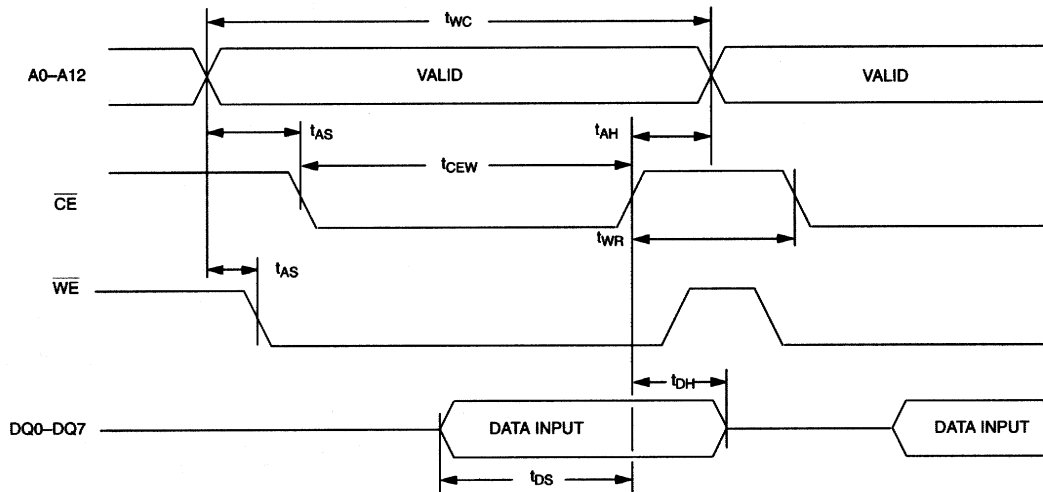 tWC
A0–A12
VALID
VALID
tAS
tAH
tCEW
CE
tWR
tAS
WE
tDH
DQ0–DQ7
DATA INPUT
DATA INPUT
tDS